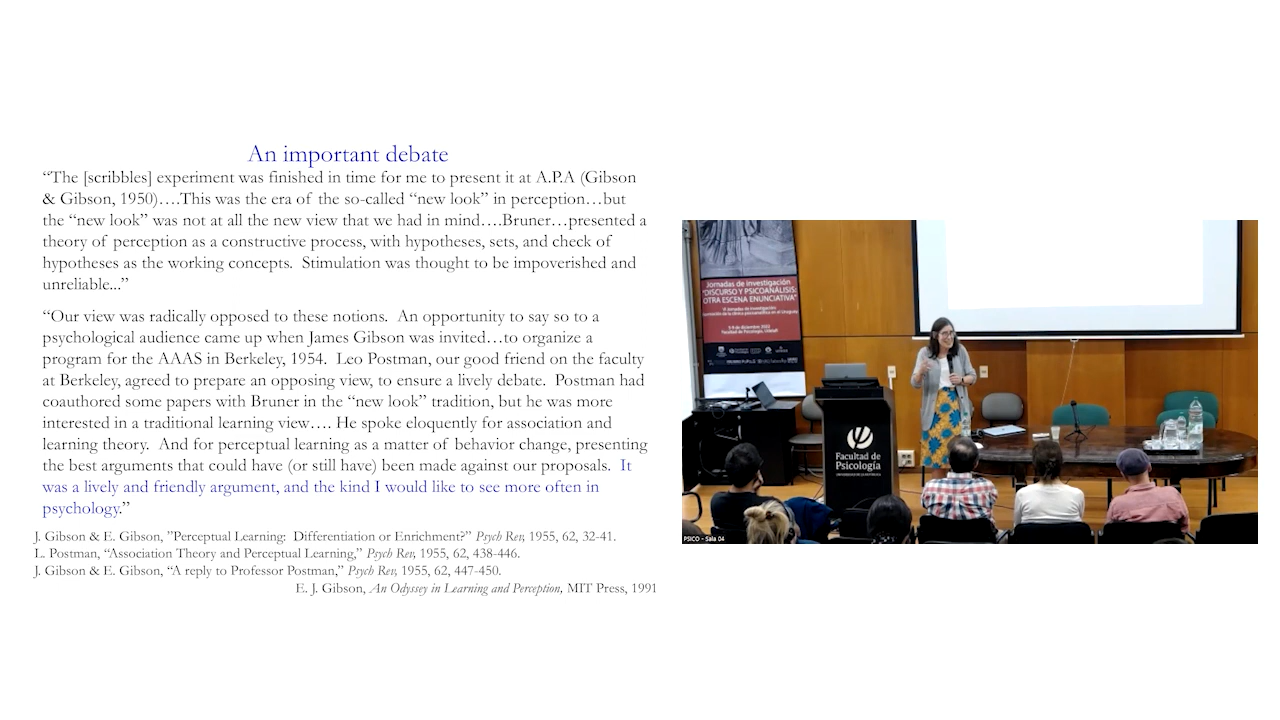 An important debate
“The [scribbles] experiment was finished in time for me to present it at A.P.A (Gibson
& Gibson, 1950)….This was the era of the so-called “new look” in perception…but
the “new look” was not at all the new view that we had in mind….Bruner…presented a
theory of perception as a constructive process, with hypotheses, sets, and check of
hypotheses as the working concepts. Stimulation was thought to be impoverished and
unreliable...”
“Our view was radically opposed to these notions. An opportunity to say so to a
psychological audience came up when James Gibson was invited…to organize a
program for the AAAS in Berkeley, 1954. Leo Postman, our good friend on the faculty
at Berkeley, agreed to prepare an opposing view, to ensure a lively debate. Postman had
coauthored some papers with Bruner in the “new look” tradition, but he was more
interested in a traditional learning view…. He spoke eloquently for association and
learning theory. And for perceptual learning as a matter of behavior change, presenting
the best arguments that could have (or still have) been made against our proposals. It
was a lively and friendly argument, and the kind I would like to see more often in
psychology.”
J. Gibson & E. Gibson, ”Perceptual Learning: Differentiation or Enrichment?” Psych Rev, 1955, 62, 32-41.
L. Postman, “Association Theory and Perceptual Learning,” Psych Rev, 1955, 62, 438-446.
J. Gibson & E. Gibson, “A reply to Professor Postman,” Psych Rev, 1955, 62, 447-450.
E. J. Gibson, An Odyssey in Learning and Perception, MIT Press, 1991
Jornadas de investigación
"DISCURSO Y PSICOANÁLISIS:
OTRA ESCENA ENUNCIATIVA"
Facultad de
Psicología
UNIVERSIDAD DE LA REPÚBLICA
PSICO - Sala 04